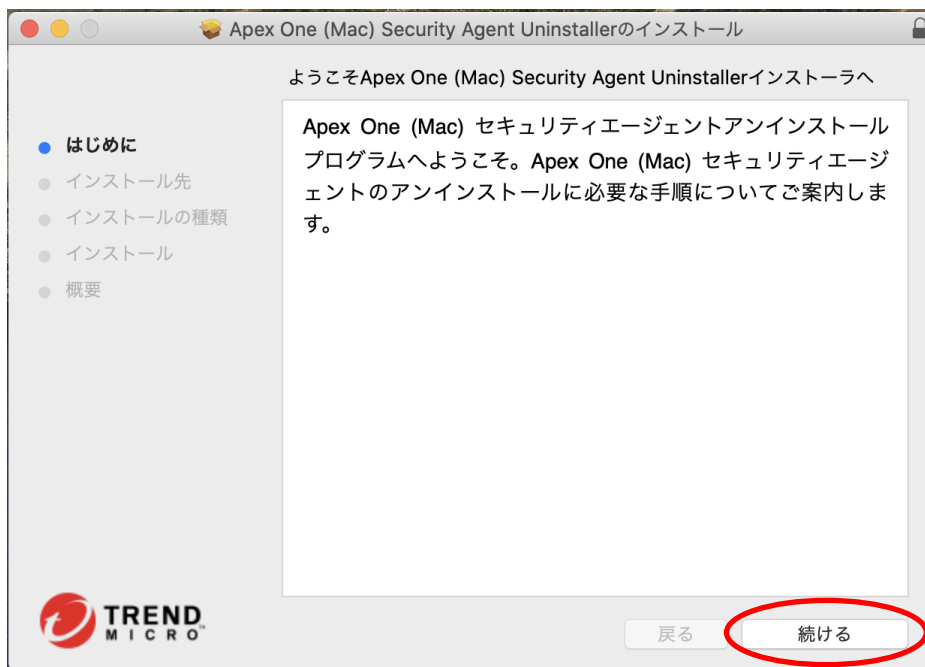 Apex One (Mac) Security Agent Uninstallerのインストール
ようこそApex One (Mac) Security Agent Uninstallerインストーラへ
はじめに
インストール先
インストールの種類
インストール
概要
Apex One (Mac) セキュリティエージェントアンインストール
プログラムへようこそ。Apex One (Mac) セキュリティエージ
ェントのアンインストールに必要な手順についてご案内しま
す。
TREND
MICRO™
戻る
続ける